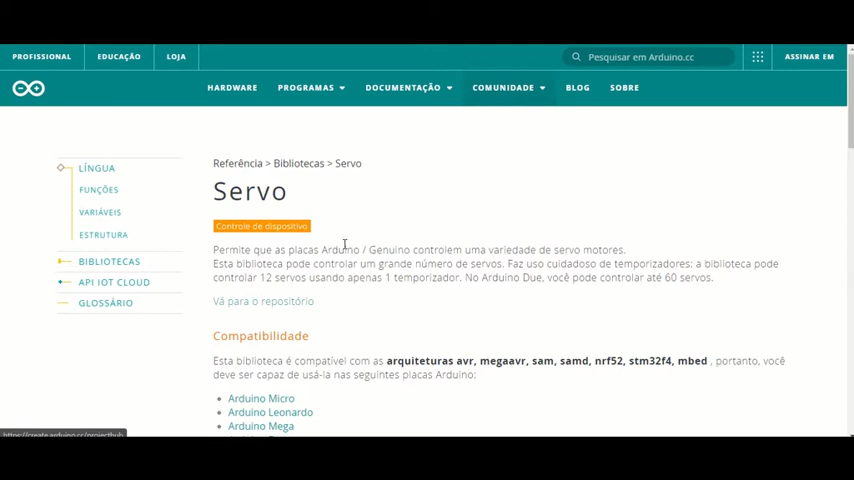 PROFISSIONAL EDUCAÇÃO LOJA Pesquisar em Arduino.cc ASSINAR EM
HARDWARE PROGRAMAS DOCUMENTAÇÃO COMUNIDADE BLOG SOBRE
LÍNGUA
FUNÇÕES
VARIÁVEIS
ESTRUTURA
BIBLIOTECAS
API IOT CLOUD
GLOSSÁRIO
Referência > Bibliotecas > Servo
Servo
Controle de dispositivo
Permite que as placas Arduino / Genuino controlem uma variedade de servo motores.
Esta biblioteca pode controlar um grande número de servos. Faz uso cuidadoso de temporizadores: a biblioteca pode
controlar 12 servos usando apenas 1 temporizador. No Arduino Due, você pode controlar até 60 servos.
Vá para o repositório
Compatibilidade
Esta biblioteca é compatível com as arquiteturas avr, megaavr, sam, samd, nrf52, stm32f4, mbed , portanto, você
deve ser capaz de usá-la nas seguintes placas Arduino:
Arduino Micro
Arduino Leonardo
Arduino Mega
https://create.arduino.cc/projecthub